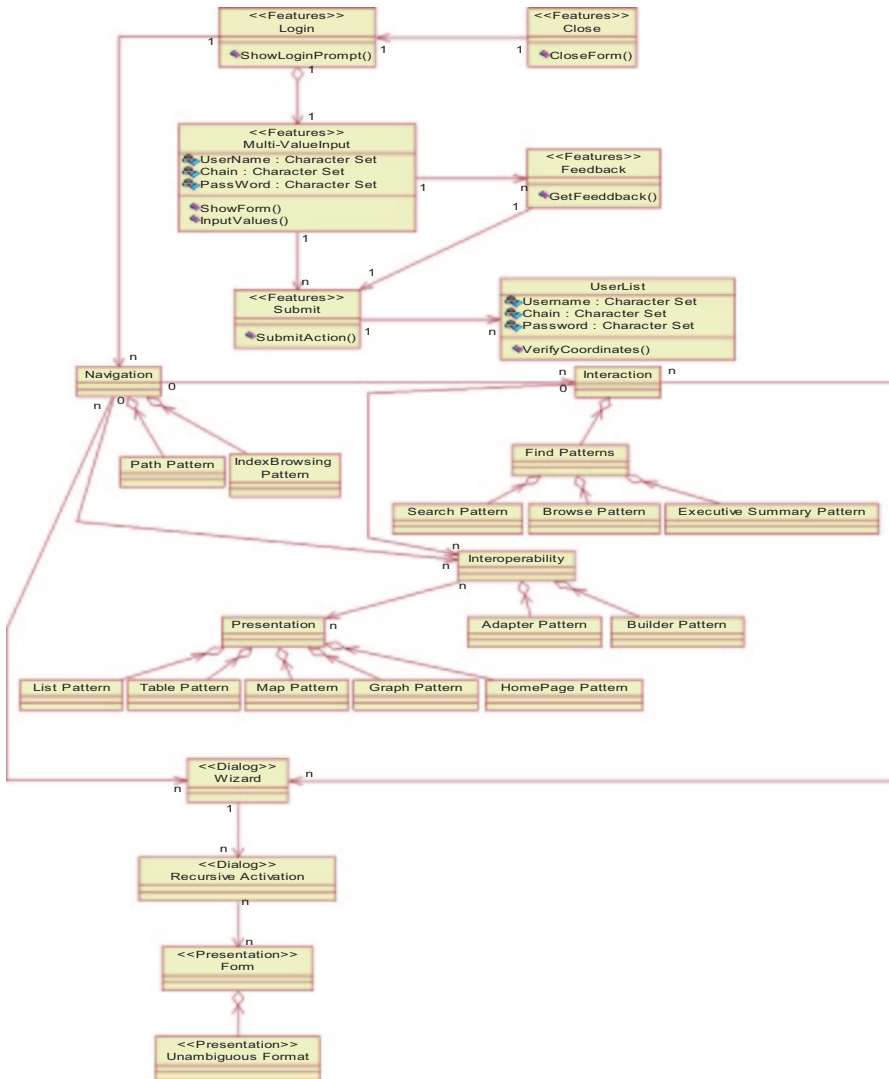 <<Features>>
Login
ShowLoginPrompt()
<<Features>>
Close
CloseForm()
1
1
1
1
1
<<Features>>
Multi-ValueInput
UserName : Character Set
Chain : Character Set
PassWord : Character Set
ShowForm()
InputValues()
<<Features>>
Feedback
GetFeeddback()
1
n
1
1
1
n
<<Features>>
Submit
SubmitAction()
1
n
UserList
Username : Character Set
Chain : Character Set
Password : Character Set
VerifyCoordinates()
n
Navigation
0
n
0
n
0
Interaction
n
Path Pattern
IndexBrowsing
Pattern
Find Patterns
Search Pattern
Browse Pattern
Executive Summary Pattern
n
n
Interoperability
n
n
Presentation
Adapter Pattern
Builder Pattern
List Pattern
Table Pattern
Map Pattern
Graph Pattern
HomePage Pattern
<<Dialog>>
Wizard
n
n
1
n
<<Dialog>>
Recursive Activation
n
n
<<Presentation>>
Form
<<Presentation>>
Unambiguous Format